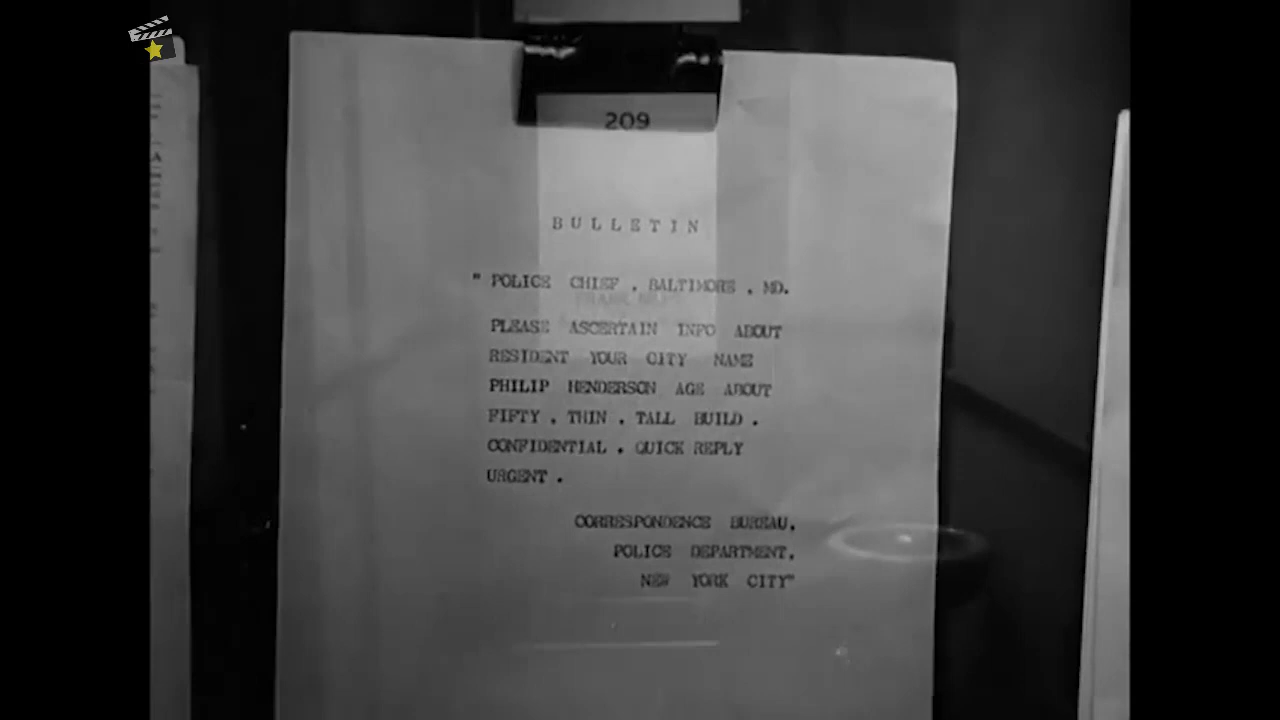 209
BULLETIN
" POLICE CHIEF . BALTIMORE . MD.
PLEASE ASCERTAIN INFO ABOUT
RESIDENT YOUR CITY NAME
PHILIP HENDERSON AGE ABOUT
FIFTY . THIN . TALL BUILD .
CONFIDENTIAL . QUICK REPLY
URGENT .
CORRESPONDENCE BUREAU.
POLICE DEPARTMENT.
NEW YORK CITY"